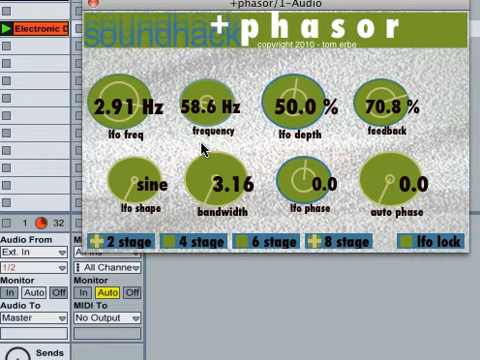 +phasor/1-Audio
soundhack
+phasor
copyright 2010 - tom erbe
Electronic D
2.91 Hz
58.6 Hz
50.0 %
70.8 %
lfo freq
frequency
lfo depth
feedback
sine
3.16
0.0
0.0
lfo shape
bandwidth
lfo phase
auto phase
2 stage
4 stage
6 stage
8 stage
lfo lock
1
32
Audio From
Ext. In
1/2
Monitor
In Auto Off
Audio To
Master
All Channe
Monitor
In Auto Off
MIDI To
No Output
Sends